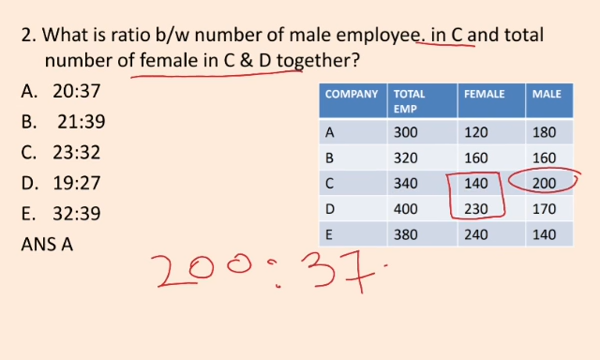 2. What is ratio b/w number of male employee. in C and total
number of female in C & D together?
A. 20:37
B. 21:39
C. 23:32
D. 19:27
E. 32:39
ANS A
COMPANY TOTAL EMP FEMALE MALE
A 300 120 180
B 320 160 160
C 340 140 200
D 400 230 170
E 380 240 140
200:37